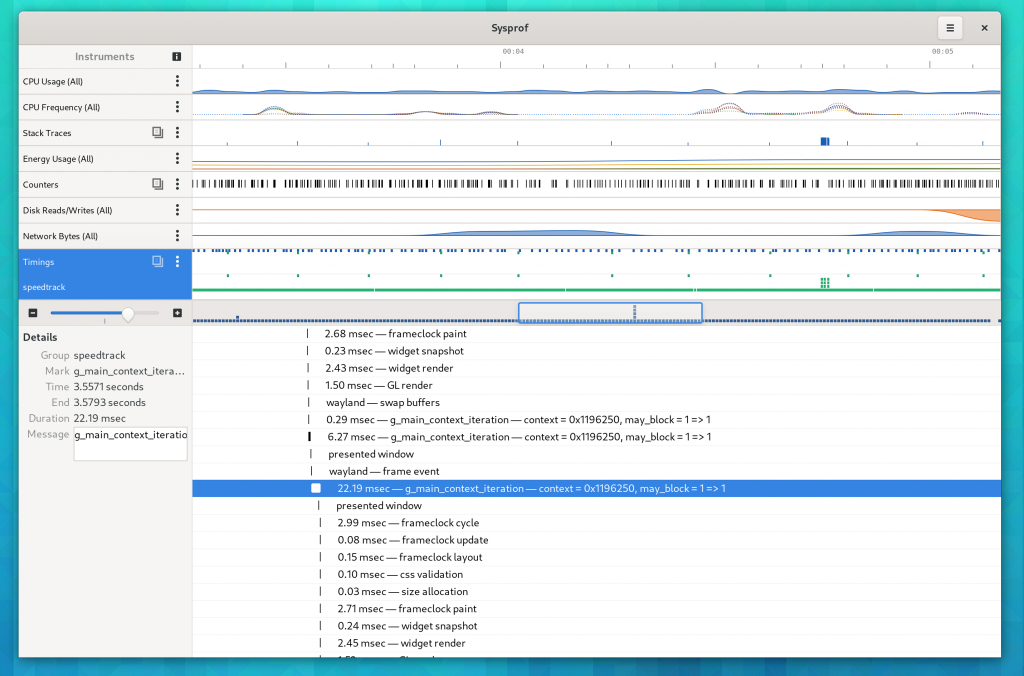 Sysprof
Instruments
00:04
00:05
CPU Usage (All)
CPU Frequency (All)
Stack Traces
Energy Usage (All)
Counters
Disk Reads/Writes (All)
Network Bytes (All)
Timings
speedtrack
Details
Group speedtrack
Mark g_main_context_itera…
Time 3.5571 seconds
End 3.5793 seconds
Duration 22.19 msec
Message g_main_context_iteratio
2.68 msec — frameclock paint
0.23 msec — widget snapshot
2.43 msec — widget render
1.50 msec — GL render
wayland — swap buffers
0.29 msec — g_main_context_iteration — context = 0x1196250, may_block = 1 => 1
6.27 msec — g_main_context_iteration — context = 0x1196250, may_block = 1 => 1
presented window
wayland — frame event
22.19 msec — g_main_context_iteration — context = 0x1196250, may_block = 1 => 1
presented window
2.99 msec — frameclock cycle
0.08 msec — frameclock update
0.15 msec — frameclock layout
0.10 msec — css validation
0.03 msec — size allocation
2.71 msec — frameclock paint
0.24 msec — widget snapshot
2.45 msec — widget render